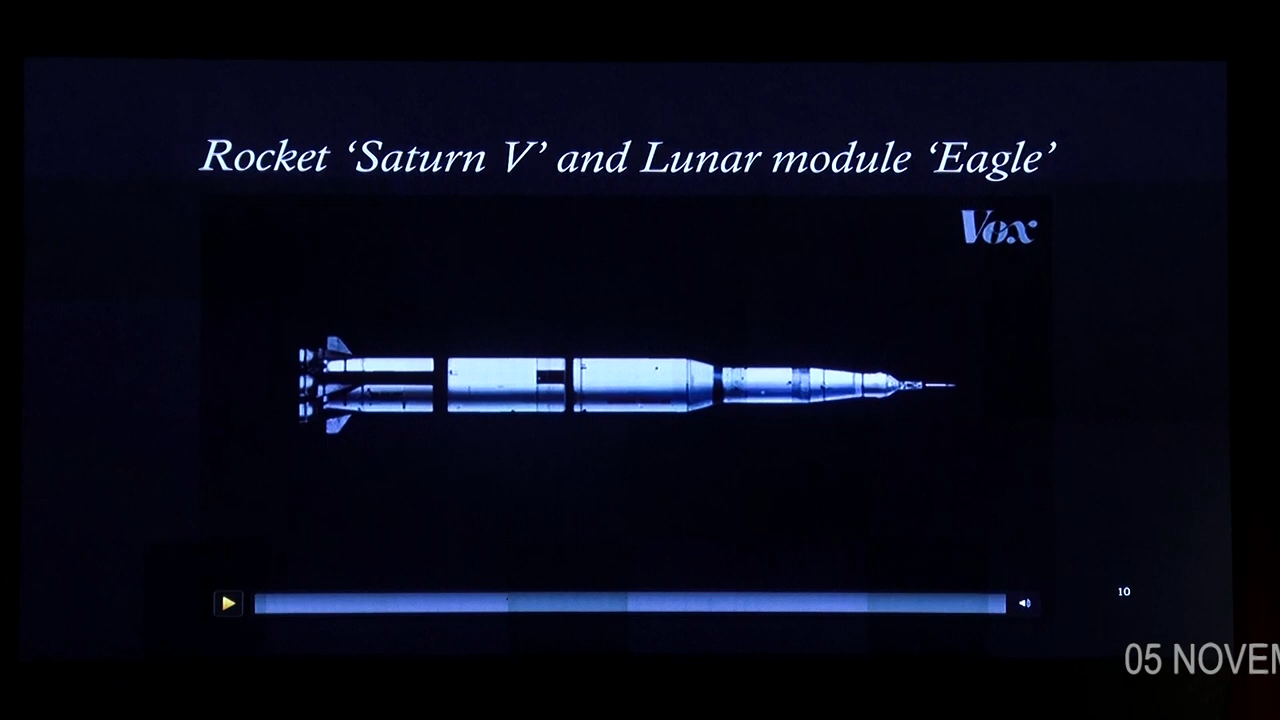 Rocket ‘Saturn V’ and Lunar module ‘Eagle’
Vox
10
05 NOVEM